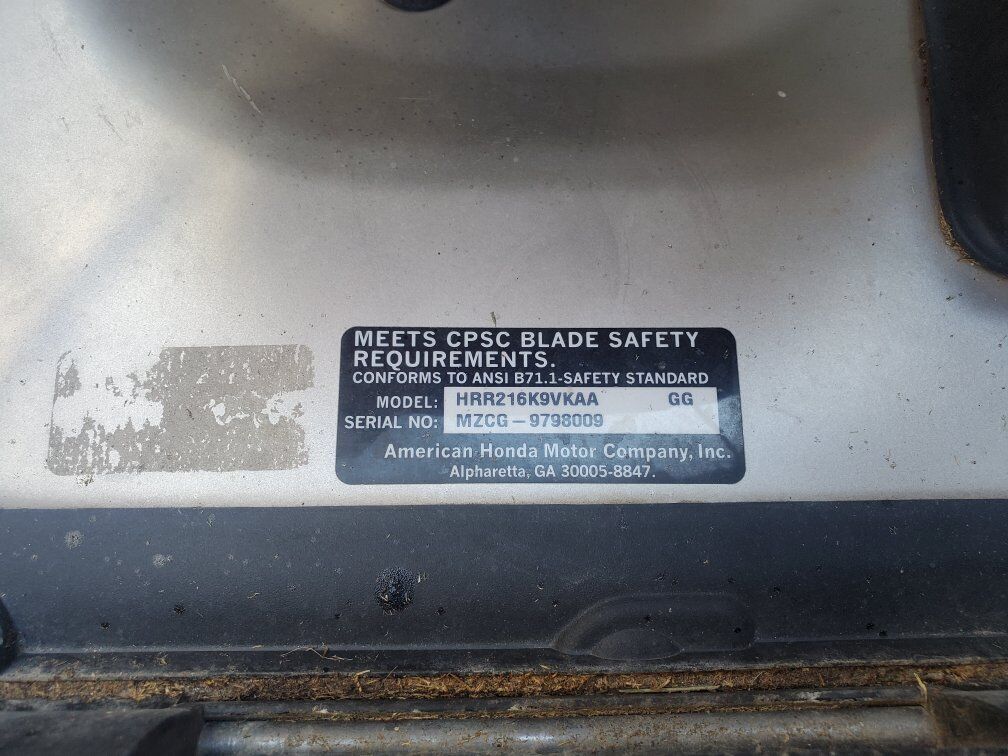 MEETS CPSC BLADE SAFETY
REQUIREMENTS.
CONFORMS TO ANSI B71.1-SAFETY STANDARD
MODEL: HRR216K9VKAA GG
SERIAL NO: MZCG-9798009
American Honda Motor Company, Inc.
Alpharetta, GA 30005-8847.